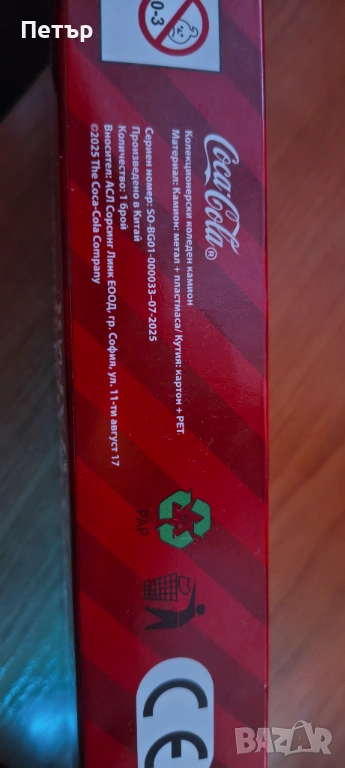 Петър
0-3
Coca-Cola®
Колекционерски коледен камион
Материал: Камион: метал + пластмаса/ Кутия: картон + PET.
Сериен номер: SO-BG01-000033-07-2025
Произведено в Китай
Количество: 1 брой
Вносител: АСЛ Сорсинг Линк ЕООД, гр. София, ул. 11-ти август 17
©2025 The Coca-Cola Company
PAP
CE
BAZAR